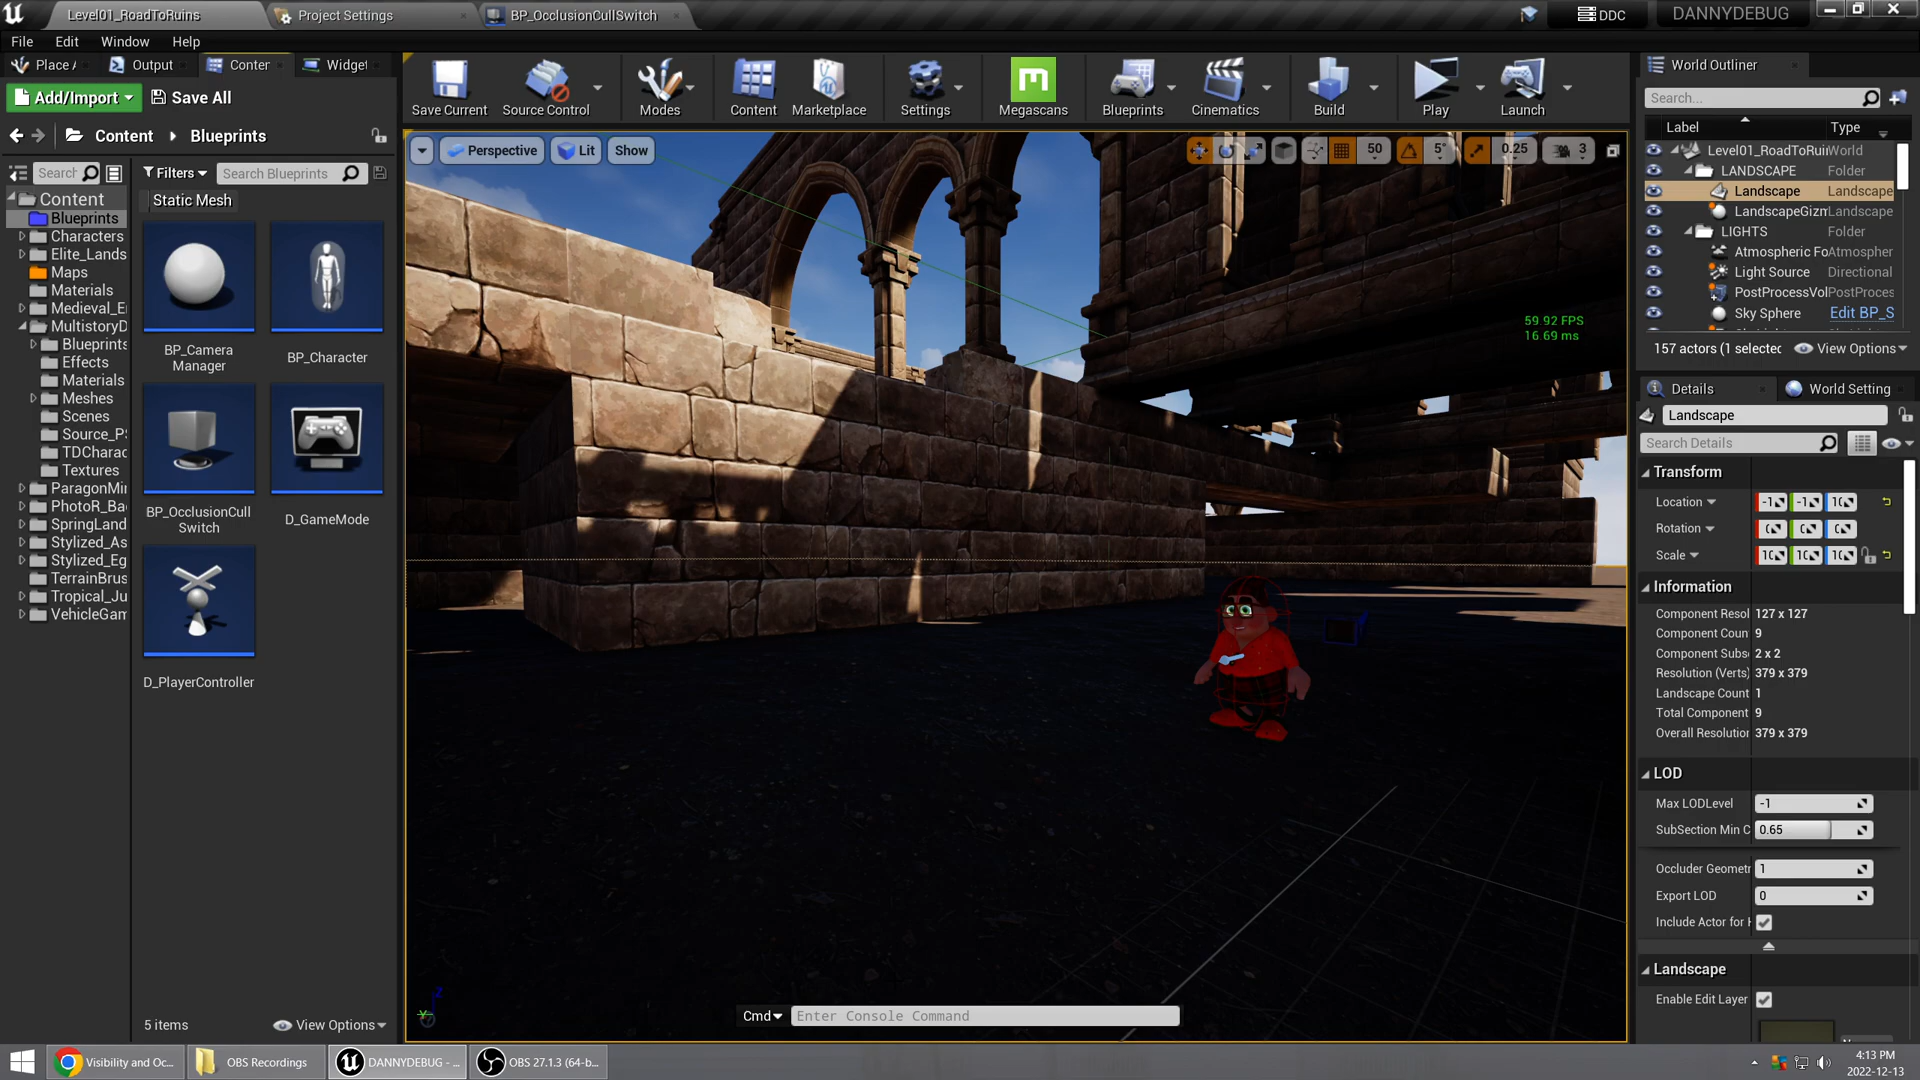 Level01_RoadToRuins
Project Settings
BP_OcclusionCullSwitch
DDC
DANNYDEBUG
File
Edit
Window
Help
Place A
Output
Conter
Widget
World Outliner
Add/Import
Save All
Save Current
Source Control
Modes
Content
Marketplace
Settings
Megascans
Blueprints
Cinematics
Build
Play
Launch
Search...
Label
Type
Content
Blueprints
Perspective
Lit
Show
50
5°
0.25
3
Level01_RoadToRuin World
LANDSCAPE Folder
Landscape Landscape
LandscapeGizm Landscape
LIGHTS Folder
Atmospheric Fo Atmospher
Light Source Directional
PostProcessVol PostProces
Sky Sphere Edit BP_S
157 actors (1 selectec
View Options
Search
Filters
Search Blueprints
Static Mesh
Content
Blueprints
Characters
Elite_Lands
Maps
Materials
Medieval_E
MultistoryD
Blueprints
Effects
Materials
Meshes
Scenes
Source_PS
TDCharac
Textures
ParagonMin
PhotoR_Ba
SpringLand
Stylized_As
Stylized_Eg
TerrainBrus
Tropical_Ju
VehicleGam
BP_Camera
Manager
BP_Character
BP_OcclusionCull
Switch
D_GameMode
D_PlayerController
59.92 FPS
16.69 ms
Details
World Setting
Landscape
Search Details
Transform
Location
Rotation
Scale
Information
Component Resol 127 x 127
Component Coun 9
Component Subse 2 x 2
Resolution (Verts) 379 x 379
Landscape Count 1
Total Component 9
Overall Resolution 379 x 379
LOD
Max LODLevel -1
SubSection Min C 0.65
Occluder Geometr 1
Export LOD 0
Include Actor for H
Landscape
Enable Edit Layer
5 items
View Options
Cmd
Enter Console Command
Visibility and Oc...
OBS Recordings
DANNYDEBUG - ...
OBS 27.1.3 (64-b...
4:13 PM
2022-12-13